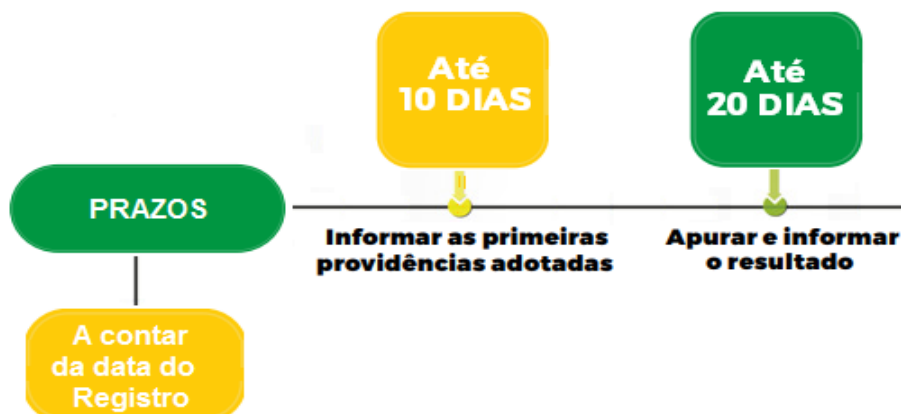 Até
10 DIAS
Até
20 DIAS
PRAZOS
Informar as primeiras
providências adotadas
Apurar e informar
o resultado
A contar
da data do
Registro